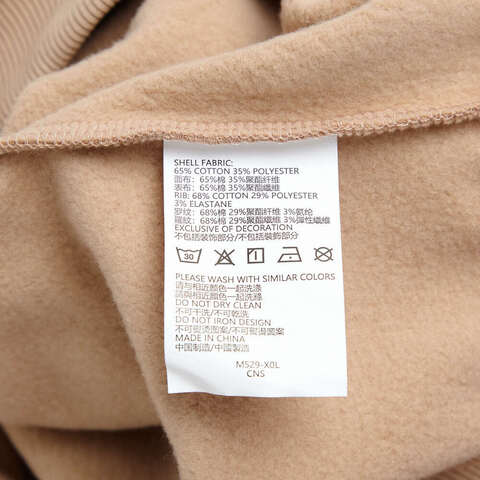 SHELL FABRIC:
65% COTTON 35% POLYESTER
面布：65%棉 35%聚酯纤维
表布：65%棉 35%聚酯纖維
RIB: 68% COTTON 29% POLYESTER
3% ELASTANE
罗纹：68%棉 29%聚酯纤维 3%氨纶
羅紋：68%棉 29%聚酯纖維 3%彈性纖維
EXCLUSIVE OF DECORATION
不包括装饰部分/不包括裝飾部分
30
PLEASE WASH WITH SIMILAR COLORS
请与相近颜色一起洗涤
請與相近顏色一起洗滌
DO NOT DRY CLEAN
不可干洗/不可乾洗
DO NOT IRON DESIGN
不可熨烫图案/不可熨燙圖案
MADE IN CHINA
中国制造/中國製造
M529-X0L
CNS